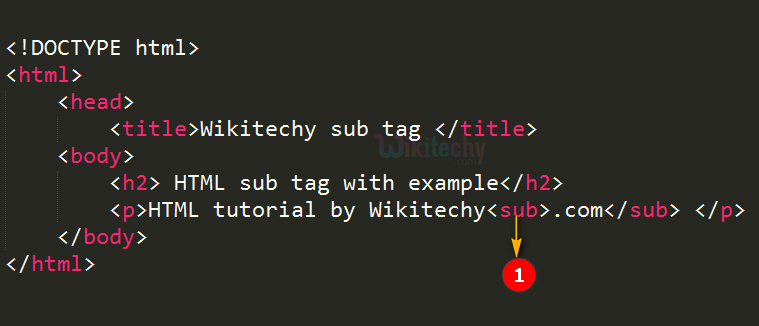 <!DOCTYPE html>
<html>
    <head>
        <title>Wikitechy sub tag </title>
Wikitechy
.com
    <body>
        <h2> HTML sub tag with example</h2>
        <p>HTML tutorial by Wikitechy<sub>.com</sub> </p>
    </body>
</html>
1